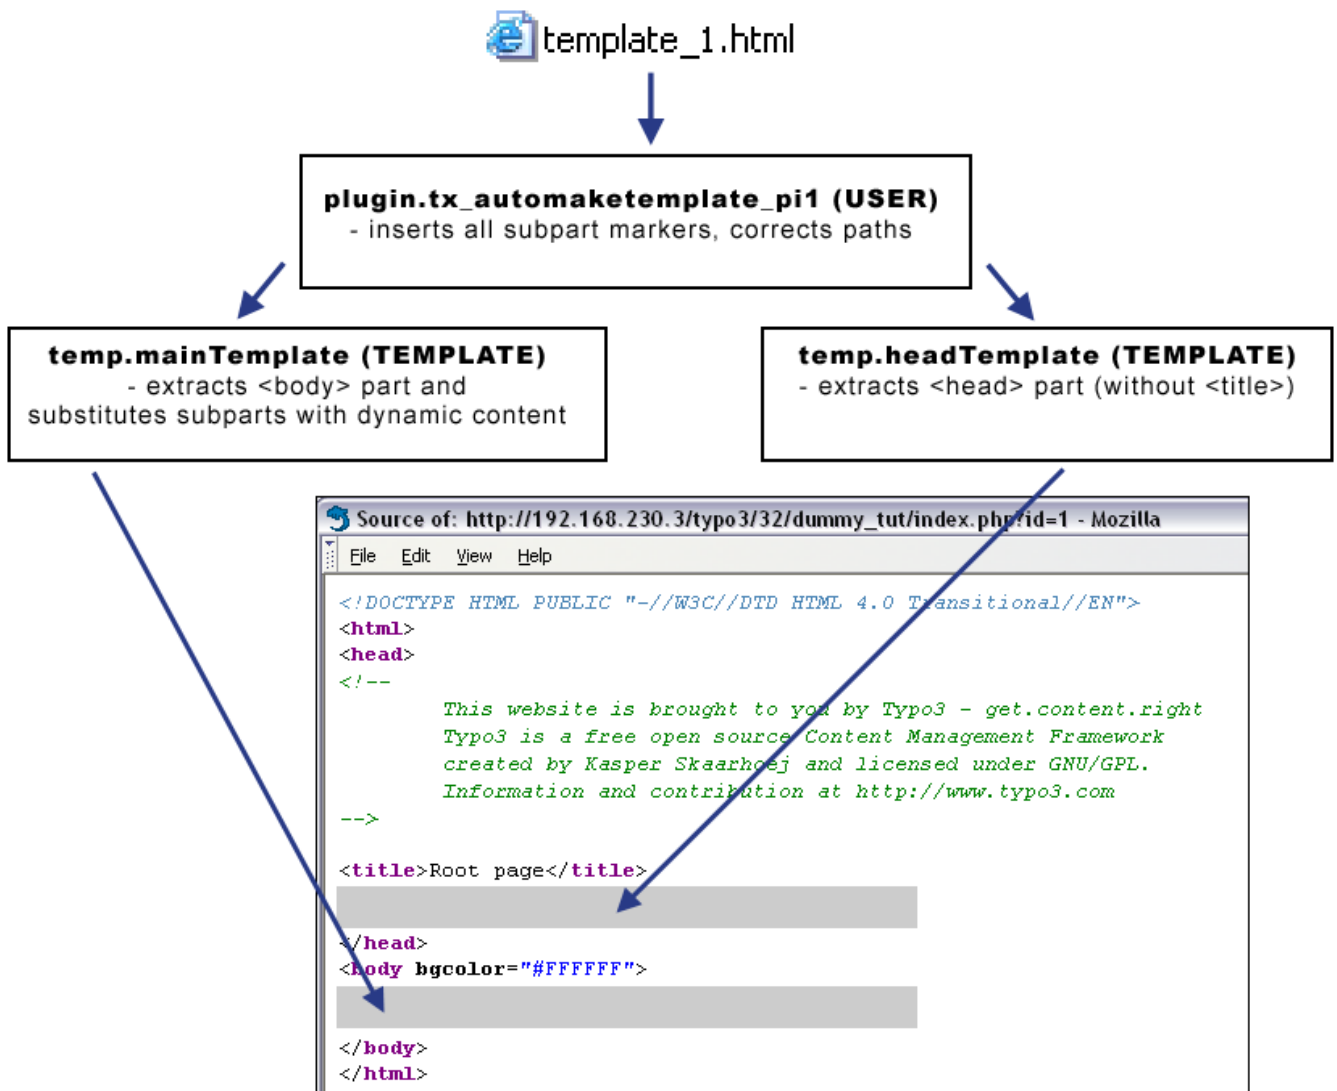 template_1.html
plugin.tx_automaketemplate_pi1 (USER)
- inserts all subpart markers, corrects paths
temp.mainTemplate (TEMPLATE)
- extracts <body> part and
substitutes subparts with dynamic content
temp.headTemplate (TEMPLATE)
- extracts <head> part (without <title>)
Source of: http://192.168.230.3/typo3/32/dummy_tut/index.php?id=1 - Mozilla
File Edit View Help
<!DOCTYPE HTML PUBLIC "-//W3C//DTD HTML 4.0 Transitional//EN">
<html>
<head>
<!--
This website is brought to you by Typo3 - get.content.right
Typo3 is a free open source Content Management Framework
created by Kasper Skaarhoej and licensed under GNU/GPL.
Information and contribution at http://www.typo3.com
-->
<title>Root page</title>
</head>
<body bgcolor="#FFFFFF">
</body>
</html>